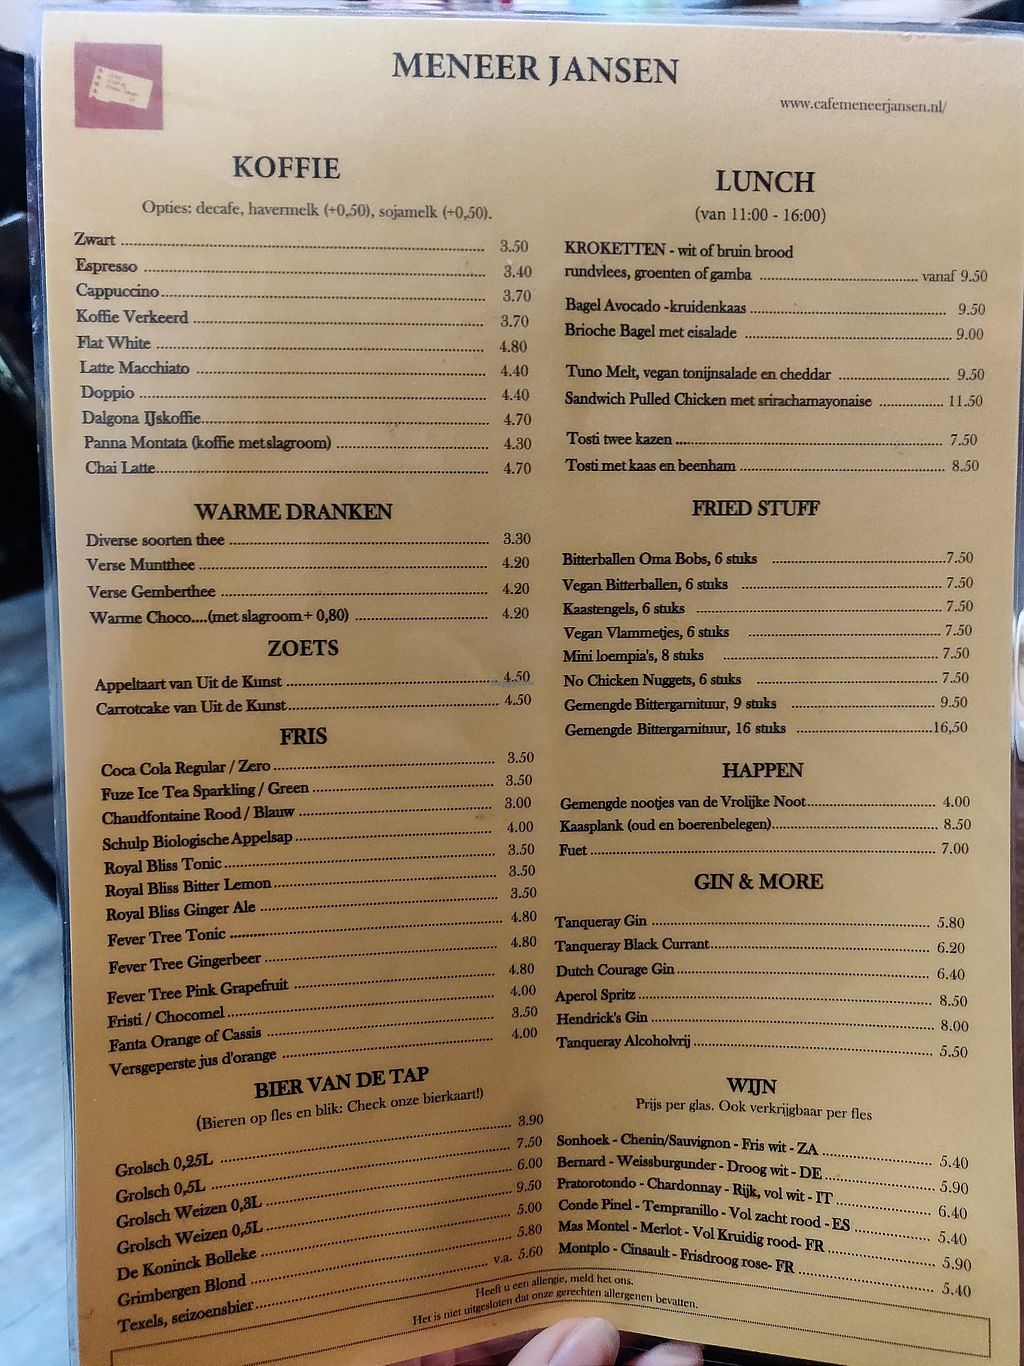 MENEER JANSEN
www.cafemeneerjansen.nl/
KOFFIE
Opties: decafe, havermelk (+0,50), sojamelk (+0,50).
Zwart 3.50
Espresso 3.40
Cappuccino 3.70
Koffie Verkeerd 3.70
Flat White 4.80
Latte Macchiato 4.40
Doppio 4.40
Dalgona IJskoffie 4.70
Panna Montata (koffie met slagroom) 4.30
Chai Latte 4.70
WARME DRANKEN
Diverse soorten thee 3.30
Verse Muntthee 4.20
Verse Gemberthee 4.20
Warme Choco....(met slagroom + 0,80) 4.20
ZOETS
Appeltaart van Uit de Kunst 4.50
Carrotcake van Uit de Kunst 4.50
FRIS
Coca Cola Regular / Zero 3.50
Fuze Ice Tea Sparkling / Green 3.50
Chaudfontaine Rood / Blauw 3.00
Schulp Biologische Appelsap 4.00
Royal Bliss Tonic 3.50
Royal Bliss Bitter Lemon 3.50
Royal Bliss Ginger Ale 3.50
Fever Tree Tonic 4.80
Fever Tree Gingerbeer 4.80
Fever Tree Pink Grapefruit 4.80
Fristi / Chocomel 4.00
Fanta Orange of Cassis 3.50
Versgeperste jus d'orange 4.00
BIER VAN DE TAP
(Bieren op fles en blik: Check onze bierkaart!)
Grolsch 0,25L 3.90
Grolsch 0,5L 7.50
Grolsch Weizen 0,3L 6.00
Grolsch Weizen 0,5L 9.50
De Koninck Bolleke 5.00
Grimbergen Blond 5.80
Texels, seizoensbier v.a. 5.60
LUNCH
(van 11:00 - 16:00)
KROKETTEN - wit of bruin brood
rundvlees, groenten of gamba vanaf 9.50
Bagel Avocado -kruidenkaas 9.50
Brioche Bagel met eisalade 9.00
Tuno Melt, vegan tonijnsalade en cheddar 9.50
Sandwich Pulled Chicken met srirachamayonaise 11.50
Tosti twee kazen 7.50
Tosti met kaas en beenham 8.50
FRIED STUFF
Bitterballen Oma Bobs, 6 stuks 7.50
Vegan Bitterballen, 6 stuks 7.50
Kaastengels, 6 stuks 7.50
Vegan Vlammetjes, 6 stuks 7.50
Mini loempia's, 8 stuks 7.50
No Chicken Nuggets, 6 stuks 7.50
Gemengde Bittergarnituur, 9 stuks 9.50
Gemengde Bittergarnituur, 16 stuks 16,50
HAPPEN
Gemengde nootjes van de Vrolijke Noot 4.00
Kaasplank (oud en boerenbelegen) 8.50
Fuet 7.00
GIN & MORE
Tanqueray Gin 5.80
Tanqueray Black Currant 6.20
Dutch Courage Gin 6.40
Aperol Spritz 8.50
Hendrick's Gin 8.00
Tanqueray Alcoholvrij 5.50
WIJN
Prijs per glas. Ook verkrijgbaar per fles
Sonhoek - Chenin/Sauvignon - Fris wit - ZA 5.40
Bernard - Weissburgunder - Droog wit - DE 5.90
Pratorotondo - Chardonnay - Rijk, vol wit - IT 6.40
Conde Pinel - Tempranillo - Vol zacht rood - ES 5.40
Mas Montel - Merlot - Vol Kruidig rood- FR 5.90
Montplo - Cinsault - Frisdroog rose- FR 5.40
Heeft u een allergie, meld het ons.
Het is niet uitgesloten dat onze gerechten allergenen bevatten.